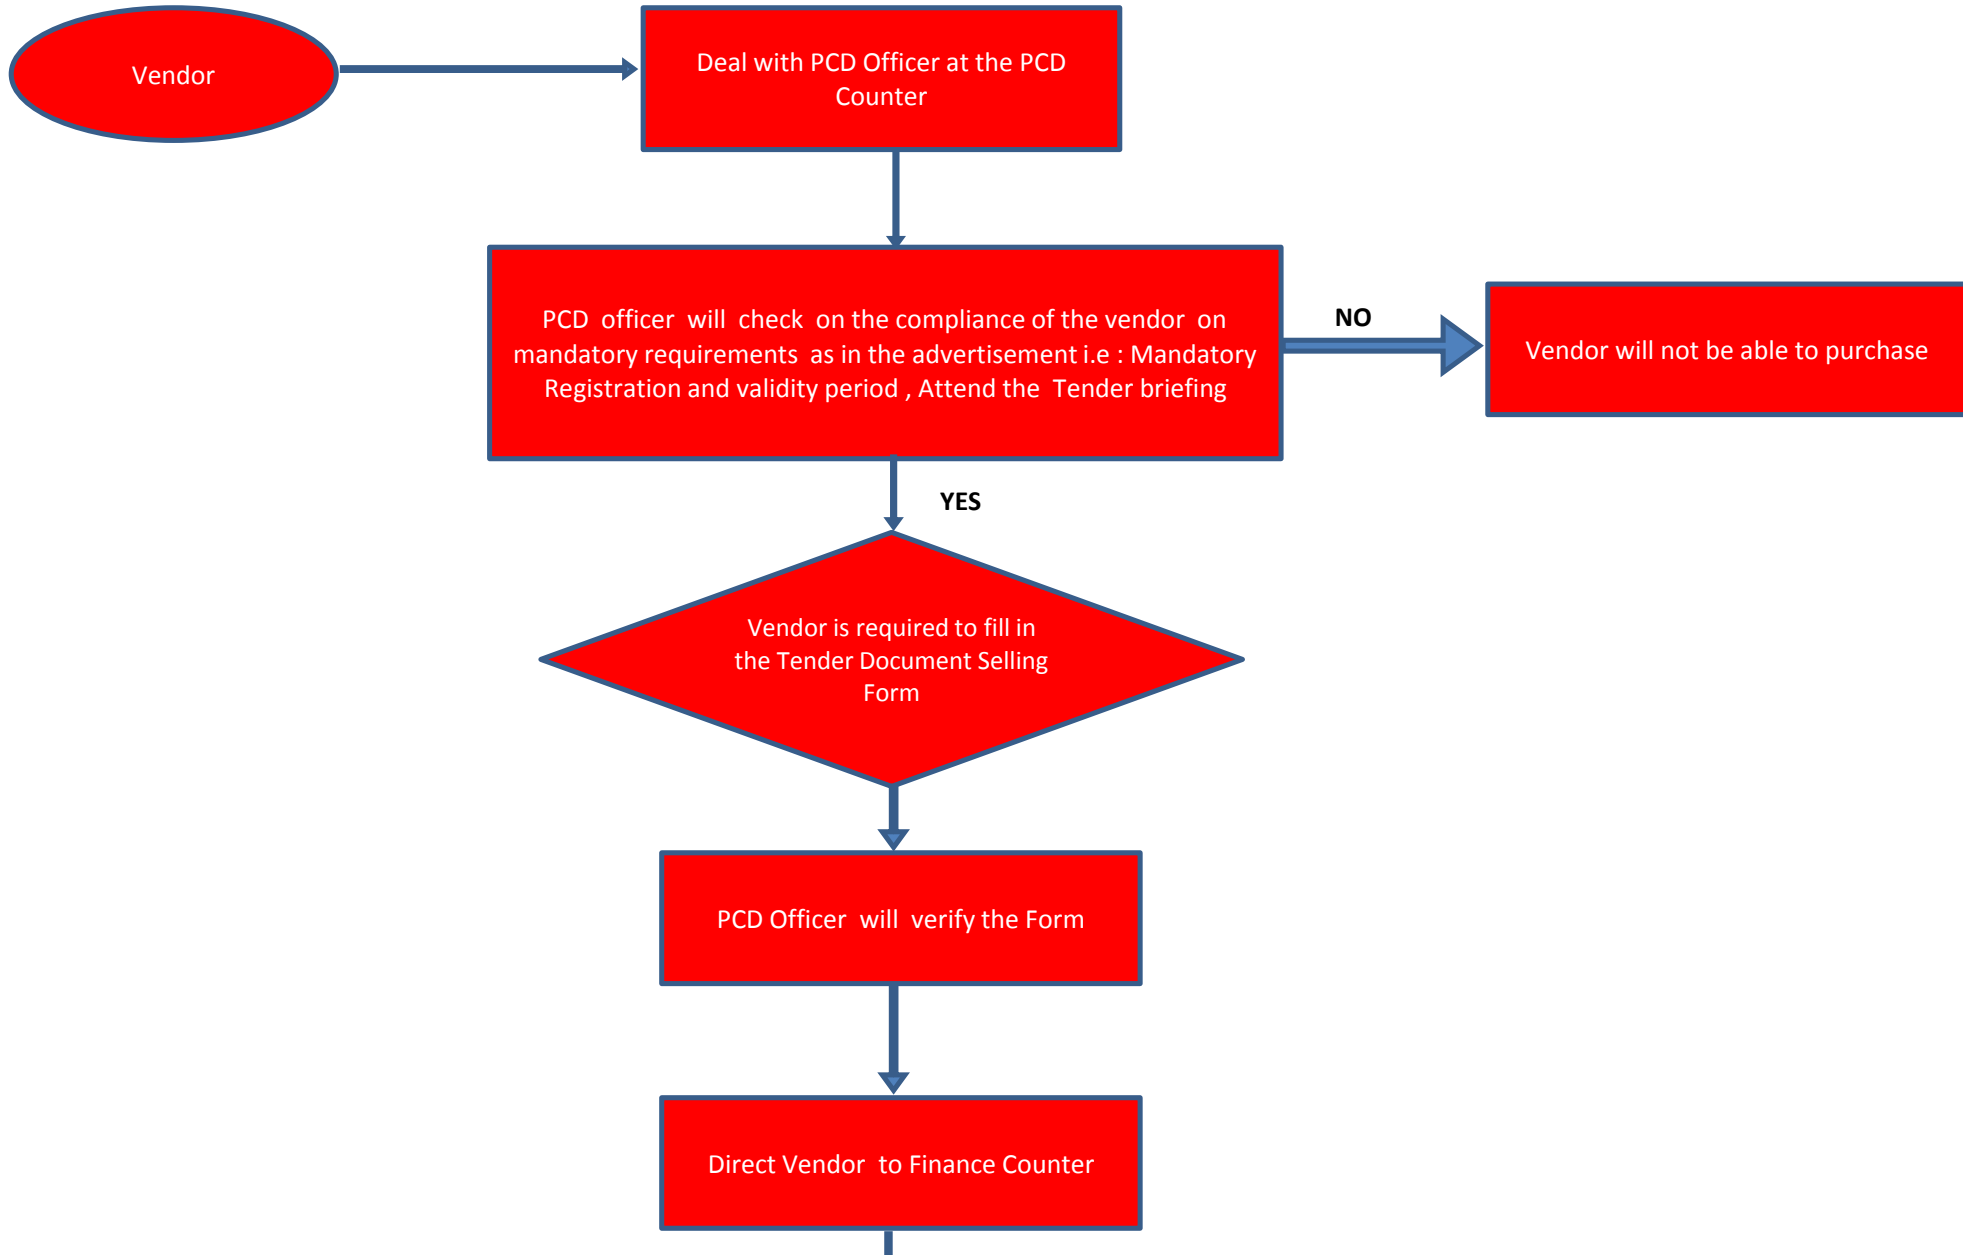 Vendor
Deal with PCD Officer at the PCD
Counter
PCD officer will check on the compliance of the vendor on
mandatory requirements as in the advertisement i.e : Mandatory
Registration and validity period , Attend the Tender briefing
NO
Vendor will not be able to purchase
YES
Vendor is required to fill in
the Tender Document Selling
Form
PCD Officer will verify the Form
Direct Vendor to Finance Counter